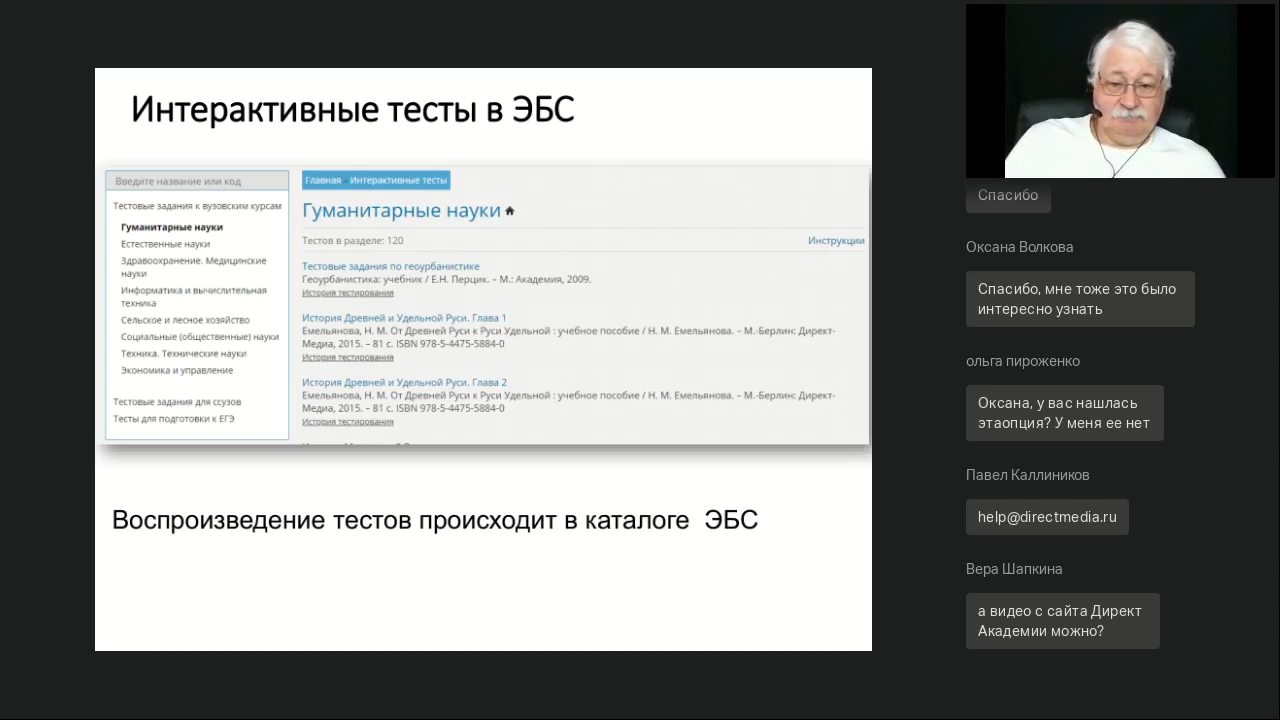 Интерактивные тесты в ЭБС
Введите название или код
Тестовые задания к вузовским курсам
Гуманитарные науки
Естественные науки
Здравоохранение. Медицинские
науки
Информатика и вычислительная
техника
Сельское и лесное хозяйство
Социальные (общественные) науки
Техника. Технические науки
Экономика и управление
Тестовые задания для ссузов
Тесты для подготовки к ЕГЭ
Главная Интерактивные тесты
Гуманитарные науки
Тестов в разделе: 120
Инструкции
Тестовые задания по геоурбанистике
Геоурбанистика: учебник / Е.Н. Перцик. – М.: Академия, 2009.
История тестирования
История Древней и Удельной Руси. Глава 1
Емельянова, Н. М. От Древней Руси к Руси Удельной : учебное пособие / Н. М. Емельянова. – М.-Берлин: Директ-
Медиа, 2015. – 81 с. ISBN 978-5-4475-5884-0
История тестирования
История Древней и Удельной Руси. Глава 2
Емельянова, Н. М. От Древней Руси к Руси Удельной : учебное пособие / Н. М. Емельянова. – М.-Берлин: Директ-
Медиа, 2015. – 81 с. ISBN 978-5-4475-5884-0
История тестирования
Воспроизведение тестов происходит в каталоге ЭБС
Спасибо
Оксана Волкова
Спасибо, мне тоже это было
интересно узнать
ольга пироженко
Оксана, у вас нашлась
этаопция? У меня ее нет
Павел Каллиников
help@directmedia.ru
Вера Шапкина
а видео с сайта Директ
Академии можно?